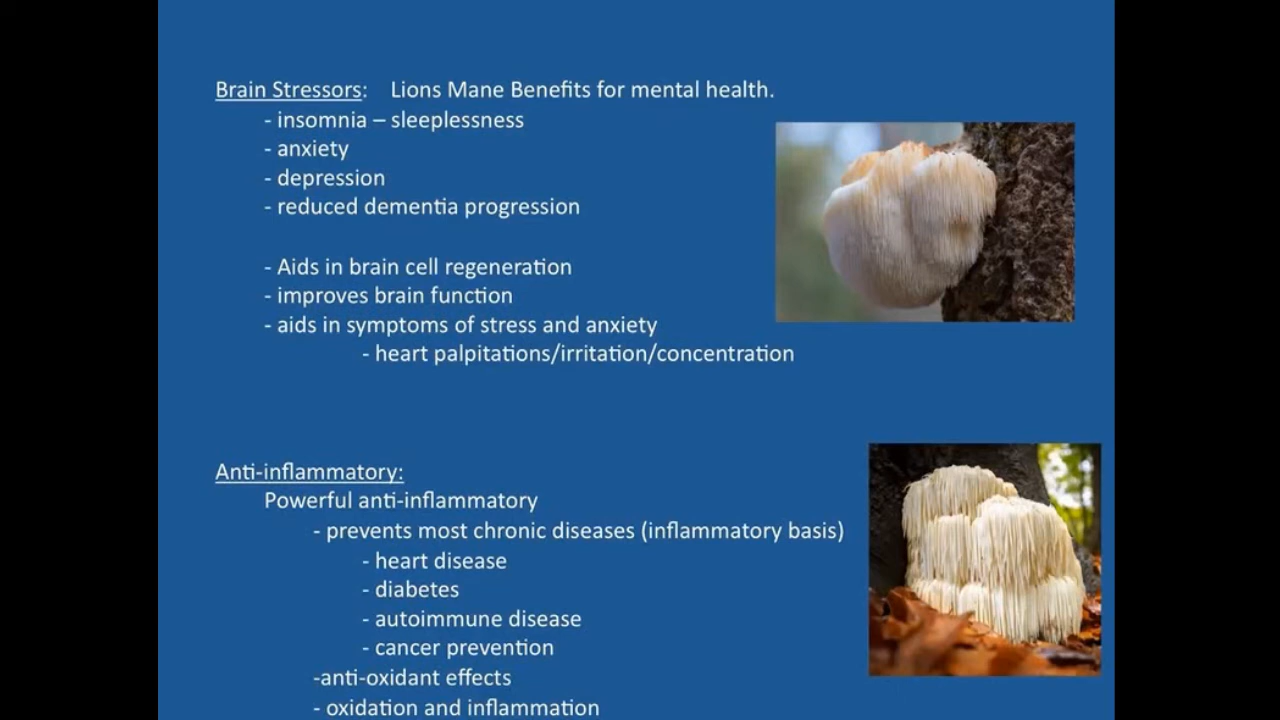 Brain Stressors: Lions Mane Benefits for mental health.
- insomnia – sleeplessness
- anxiety
- depression
- reduced dementia progression
- Aids in brain cell regeneration
- improves brain function
- aids in symptoms of stress and anxiety
- heart palpitations/irritation/concentration
Anti-inflammatory:
Powerful anti-inflammatory
- prevents most chronic diseases (inflammatory basis)
- heart disease
- diabetes
- autoimmune disease
- cancer prevention
-anti-oxidant effects
- oxidation and inflammation